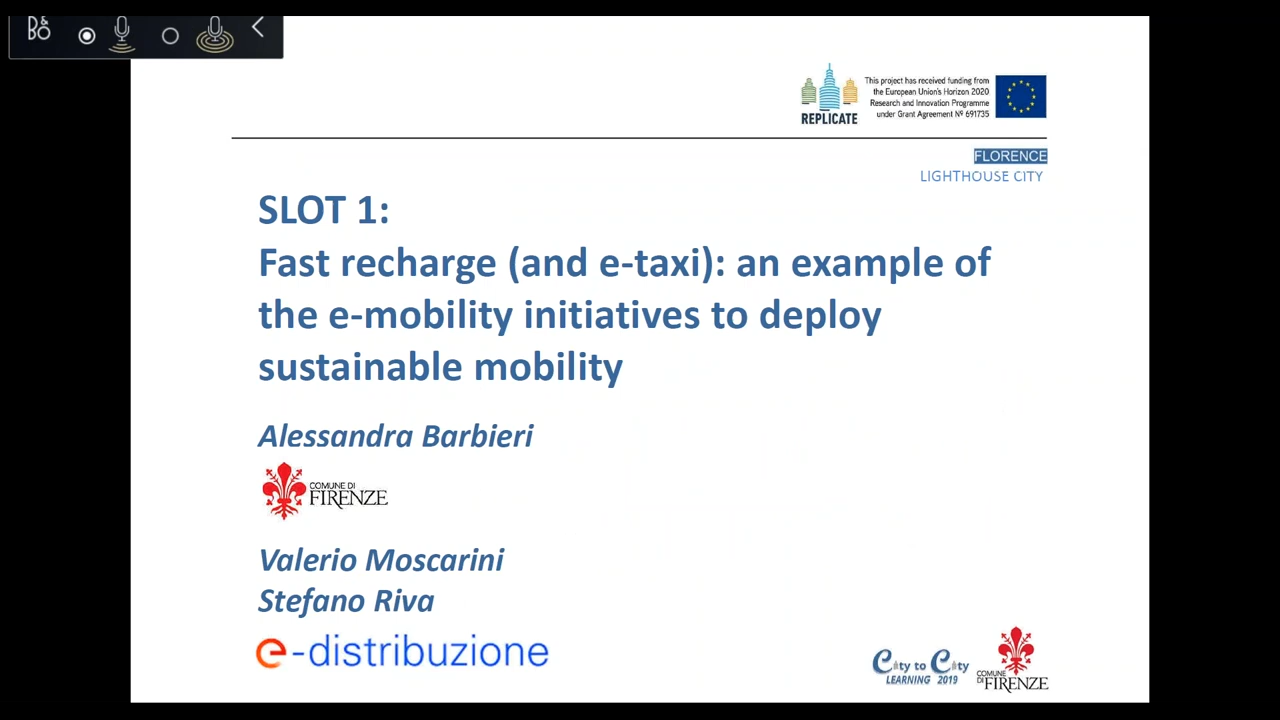 B&O
REPLICATE
This project has received funding from
the European Union's Horizon 2020
Research and Innovation Programme
under Grant Agreement Nº 691735
FLORENCE
LIGHTHOUSE CITY
SLOT 1:
Fast recharge (and e-taxi): an example of
the e-mobility initiatives to deploy
sustainable mobility
Alessandra Barbieri
COMUNE DI
FIRENZE
Valerio Moscarini
Stefano Riva
e-distribuzione
City to City
LEARNING 2019
COMUNE
DI FIRENZE